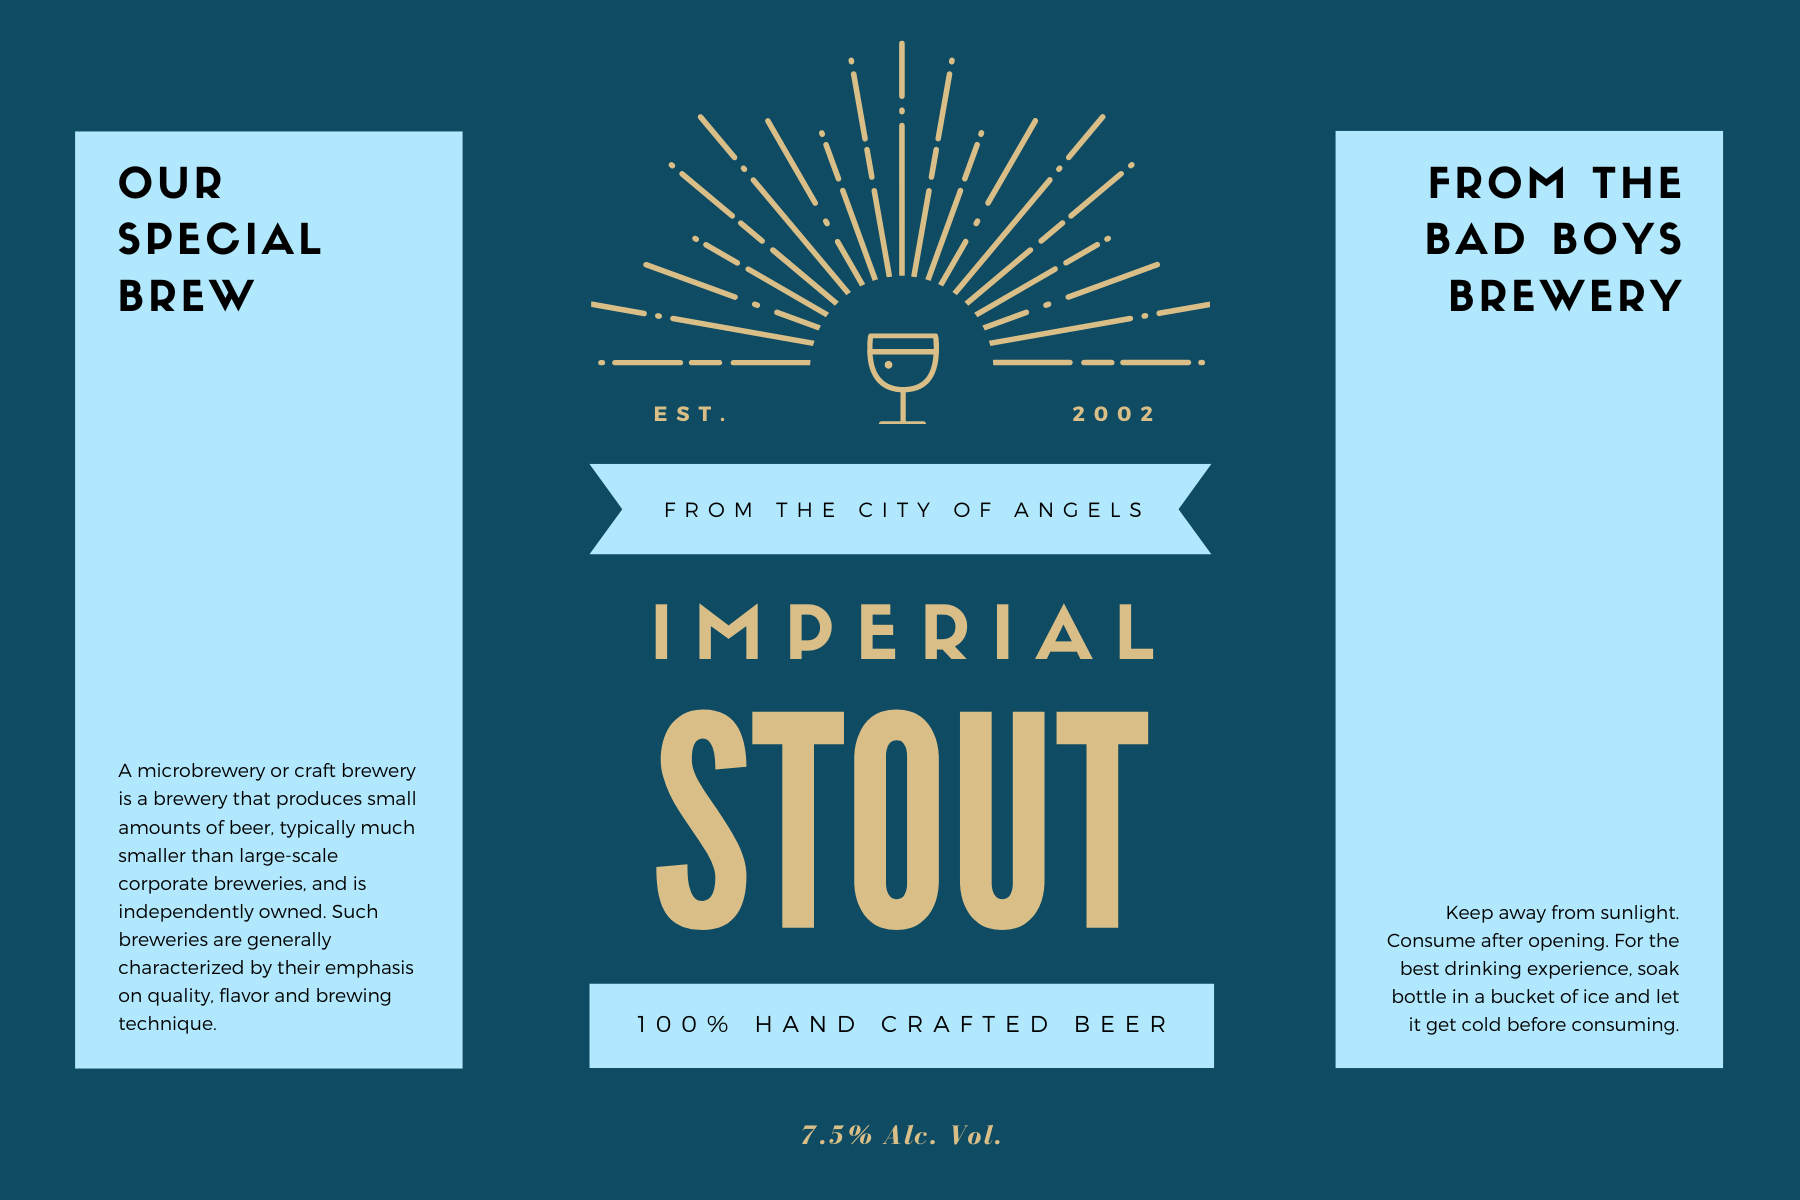 OUR
SPECIAL
BREW
A microbrewery or craft brewery
is a brewery that produces small
amounts of beer, typically much
smaller than large-scale
corporate breweries, and is
independently owned. Such
breweries are generally
characterized by their emphasis
on quality, flavor and brewing
technique.
EST. 2002
FROM THE CITY OF ANGELS
IMPERIAL
STOUT
100% HAND CRAFTED BEER
7.5% Alc. Vol.
FROM THE
BAD BOYS
BREWERY
Keep away from sunlight.
Consume after opening. For the
best drinking experience, soak
bottle in a bucket of ice and let
it get cold before consuming.